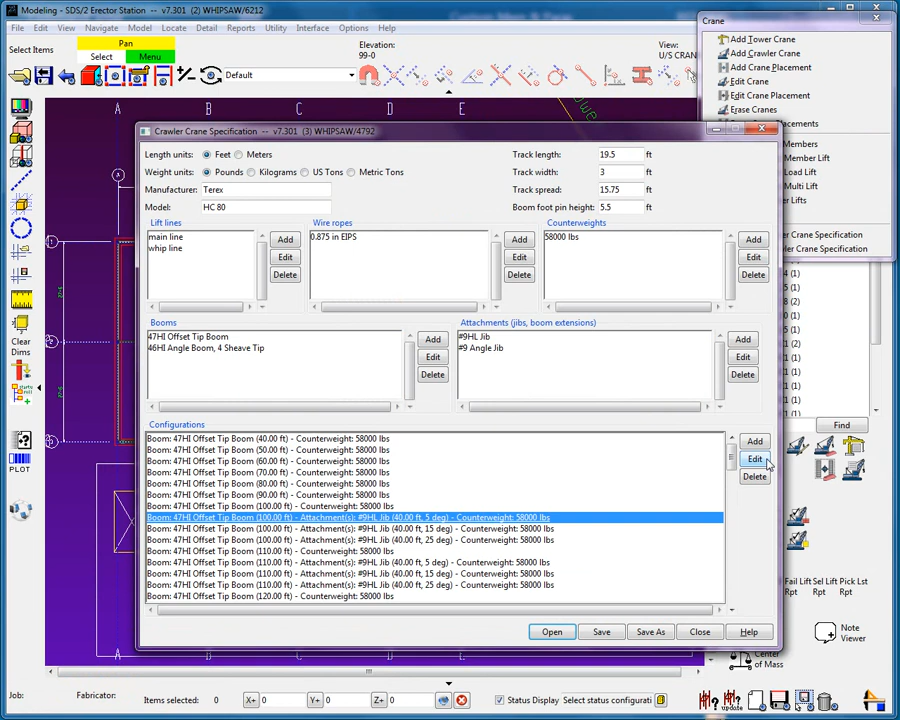 Modeling - SDS/2 Erector Station -- v7.301 (2) WHIPSAW/6212
File Edit View Navigate Model Locate Detail Reports Utility Interface Options Help
Select Items
Pan
Select Menu
Elevation:
99-0
View:
Default
Crane
Add Tower Crane
Add Crawler Crane
Add Crane Placement
Edit Crane
Edit Crane Placement
Erase Cranes
Placements
Members
Member Lift
Load Lift
Multi Lift
er Lifts
er Crane Specification
ler Crane Specification
A B C D E
A
Crawler Crane Specification -- v7.301 (3) WHIPSAW/4792
Length units: Feet Meters
Weight units: Pounds Kilograms US Tons Metric Tons
Manufacturer: Terex
Model: HC 80
Track length: 19.5 ft
Track width: 3 ft
Track spread: 15.75 ft
Boom foot pin height: 5.5 ft
Lift lines
main line
whip line
Add
Edit
Delete
Wire ropes
0.875 in EIPS
Add
Edit
Delete
Counterweights
58000 lbs
Add
Edit
Delete
Booms
47HI Offset Tip Boom
46HI Angle Boom, 4 Sheave Tip
Add
Edit
Delete
Attachments (jibs, boom extensions)
#9HL Jib
#9 Angle Jib
Add
Edit
Delete
Configurations
Boom: 47HI Offset Tip Boom (40.00 ft) - Counterweight: 58000 lbs
Boom: 47HI Offset Tip Boom (50.00 ft) - Counterweight: 58000 lbs
Boom: 47HI Offset Tip Boom (60.00 ft) - Counterweight: 58000 lbs
Boom: 47HI Offset Tip Boom (70.00 ft) - Counterweight: 58000 lbs
Boom: 47HI Offset Tip Boom (80.00 ft) - Counterweight: 58000 lbs
Boom: 47HI Offset Tip Boom (90.00 ft) - Counterweight: 58000 lbs
Boom: 47HI Offset Tip Boom (100.00 ft) - Counterweight: 58000 lbs
Boom: 47HI Offset Tip Boom (100.00 ft) - Attachment(s): #9HL Jib (40.00 ft, 5 deg) - Counterweight: 58000 lbs
Boom: 47HI Offset Tip Boom (100.00 ft) - Attachment(s): #9HL Jib (40.00 ft, 15 deg) - Counterweight: 58000 lbs
Boom: 47HI Offset Tip Boom (100.00 ft) - Attachment(s): #9HL Jib (40.00 ft, 25 deg) - Counterweight: 58000 lbs
Boom: 47HI Offset Tip Boom (110.00 ft) - Counterweight: 58000 lbs
Boom: 47HI Offset Tip Boom (110.00 ft) - Attachment(s): #9HL Jib (40.00 ft, 5 deg) - Counterweight: 58000 lbs
Boom: 47HI Offset Tip Boom (110.00 ft) - Attachment(s): #9HL Jib (40.00 ft, 15 deg) - Counterweight: 58000 lbs
Boom: 47HI Offset Tip Boom (110.00 ft) - Attachment(s): #9HL Jib (40.00 ft, 25 deg) - Counterweight: 58000 lbs
Boom: 47HI Offset Tip Boom (120.00 ft) - Counterweight: 58000 lbs
Add
Edit
Delete
Open Save Save As Close Help
Clear
Dims
PLOT
Find
Fail Lift Sel Lift Pick Lst
Rpt Rpt Rpt
Note
Viewer
Center
of Mass
A B C D E
Job: Fabricator: Items selected: 0 X+ 0 Y+ 0 Z+ 0 Status Display Select status configurati
update